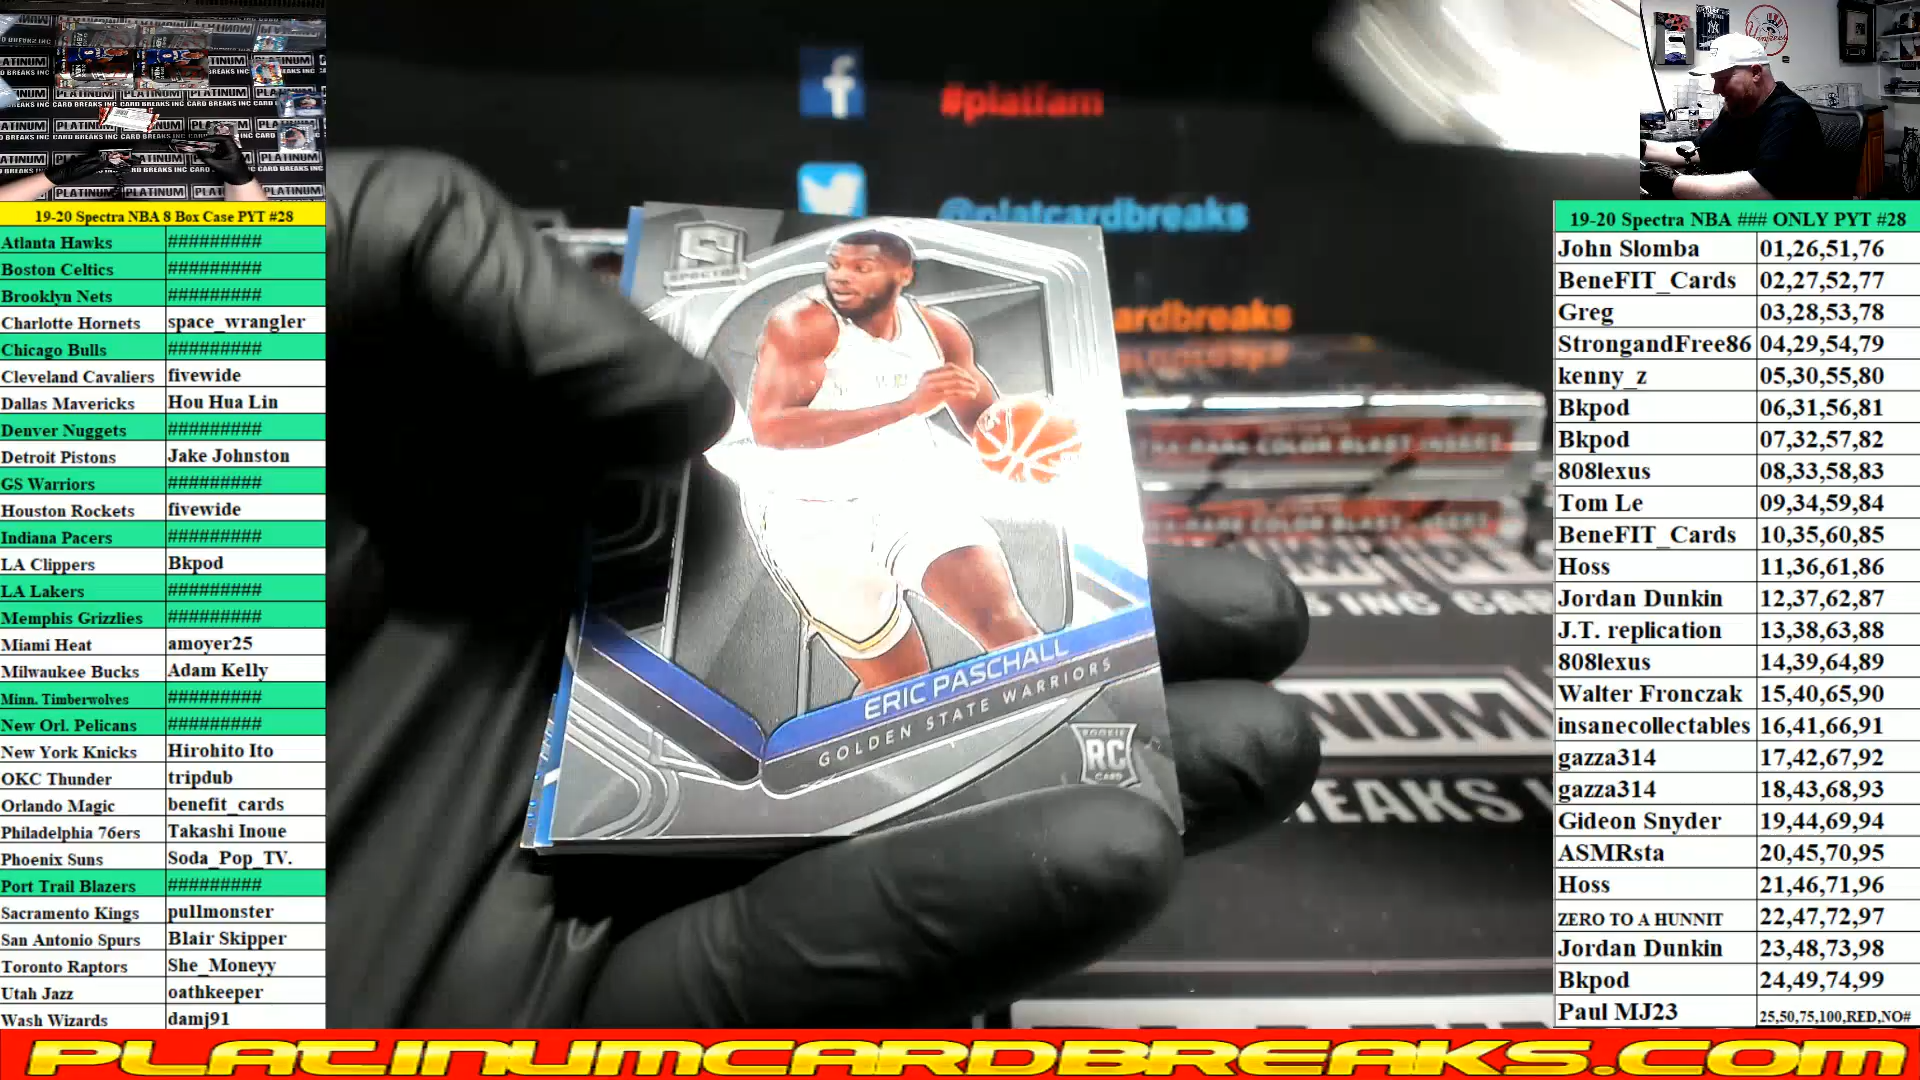 19-20 Spectra NBA 8 Box Case PYT #28
Atlanta Hawks #########
Boston Celtics #########
Brooklyn Nets #########
Charlotte Hornets space_wrangler
Chicago Bulls #########
Cleveland Cavaliers fivewide
Dallas Mavericks Hou Hua Lin
Denver Nuggets #########
Detroit Pistons Jake Johnston
GS Warriors #########
Houston Rockets fivewide
Indiana Pacers #########
LA Clippers Bkpod
LA Lakers #########
Memphis Grizzlies #########
Miami Heat amoyer25
Milwaukee Bucks Adam Kelly
Minn. Timberwolves #########
New Orl. Pelicans #########
New York Knicks Hirohito Ito
OKC Thunder tripdub
Orlando Magic benefit_cards
Philadelphia 76ers Takashi Inoue
Phoenix Suns Soda_Pop_TV.
Port Trail Blazers #########
Sacramento Kings pullmonster
San Antonio Spurs Blair Skipper
Toronto Raptors She_Moneyy
Utah Jazz oathkeeper
Wash Wizards damj91
#platfam
@platcardbreaks
ardbreaks
SPECTRA
ERIC PASCHALL
GOLDEN STATE WARRIORS
ROOKIE
RC
CARD
19-20 Spectra NBA ### ONLY PYT #28
John Slomba 01,26,51,76
BeneFIT_Cards 02,27,52,77
Greg 03,28,53,78
StrongandFree86 04,29,54,79
kenny_z 05,30,55,80
Bkpod 06,31,56,81
Bkpod 07,32,57,82
808lexus 08,33,58,83
Tom Le 09,34,59,84
BeneFIT_Cards 10,35,60,85
Hoss 11,36,61,86
Jordan Dunkin 12,37,62,87
J.T. replication 13,38,63,88
808lexus 14,39,64,89
Walter Fronczak 15,40,65,90
insanecollectables 16,41,66,91
gazza314 17,42,67,92
gazza314 18,43,68,93
Gideon Snyder 19,44,69,94
ASMRsta 20,45,70,95
Hoss 21,46,71,96
ZERO TO A HUNNIT 22,47,72,97
Jordan Dunkin 23,48,73,98
Bkpod 24,49,74,99
Paul MJ23 25,50,75,100,RED,NO#
PLATINUMCARDBREAKS.COM